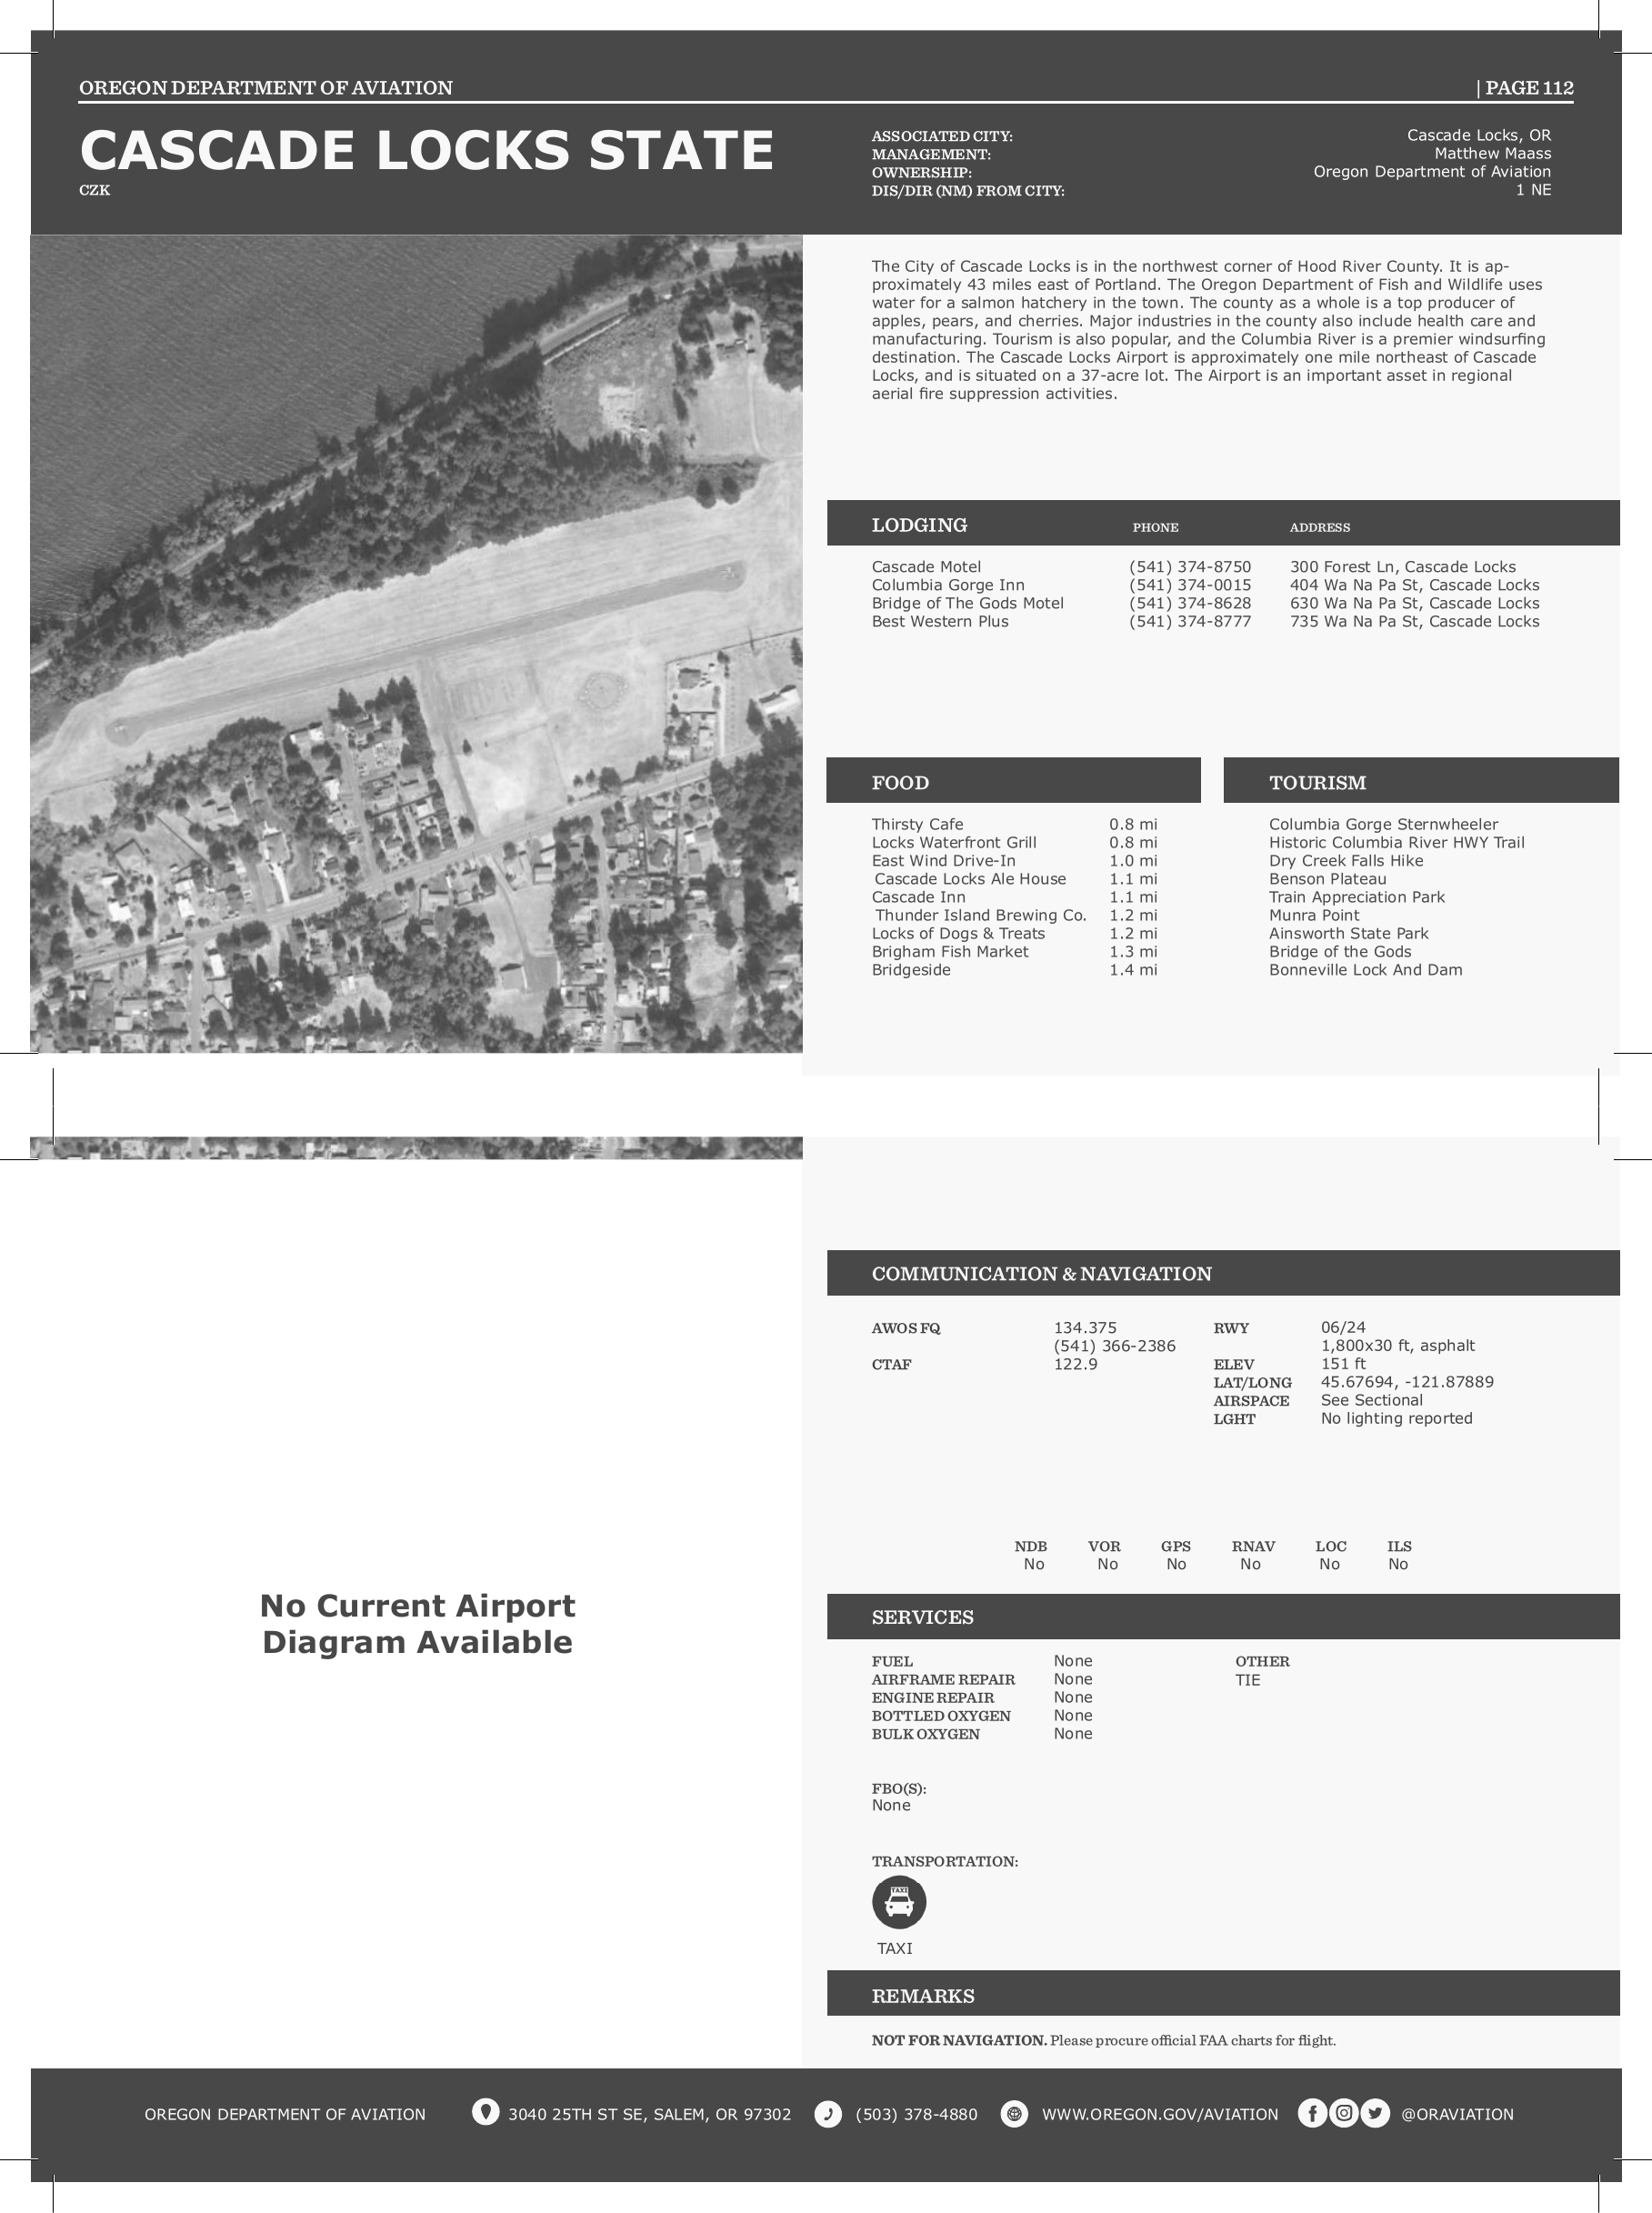 OREGON DEPARTMENT OF AVIATION
| PAGE 112
CASCADE LOCKS STATE
CZK
ASSOCIATED CITY: Cascade Locks, OR
MANAGEMENT: Matthew Maass
OWNERSHIP: Oregon Department of Aviation
DIS/DIR (NM) FROM CITY: 1 NE
The City of Cascade Locks is in the northwest corner of Hood River County. It is ap-
proximately 43 miles east of Portland. The Oregon Department of Fish and Wildlife uses
water for a salmon hatchery in the town. The county as a whole is a top producer of
apples, pears, and cherries. Major industries in the county also include health care and
manufacturing. Tourism is also popular, and the Columbia River is a premier windsurfing
destination. The Cascade Locks Airport is approximately one mile northeast of Cascade
Locks, and is situated on a 37-acre lot. The Airport is an important asset in regional
aerial fire suppression activities.
LODGING PHONE ADDRESS
Cascade Motel (541) 374-8750 300 Forest Ln, Cascade Locks
Columbia Gorge Inn (541) 374-0015 404 Wa Na Pa St, Cascade Locks
Bridge of The Gods Motel (541) 374-8628 630 Wa Na Pa St, Cascade Locks
Best Western Plus (541) 374-8777 735 Wa Na Pa St, Cascade Locks
FOOD
Thirsty Cafe 0.8 mi
Locks Waterfront Grill 0.8 mi
East Wind Drive-In 1.0 mi
Cascade Locks Ale House 1.1 mi
Cascade Inn 1.1 mi
Thunder Island Brewing Co. 1.2 mi
Locks of Dogs & Treats 1.2 mi
Brigham Fish Market 1.3 mi
Bridgeside 1.4 mi
TOURISM
Columbia Gorge Sternwheeler
Historic Columbia River HWY Trail
Dry Creek Falls Hike
Benson Plateau
Train Appreciation Park
Munra Point
Ainsworth State Park
Bridge of the Gods
Bonneville Lock And Dam
No Current Airport
Diagram Available
COMMUNICATION & NAVIGATION
AWOS FQ 134.375
(541) 366-2386
CTAF 122.9
RWY 06/24
1,800x30 ft, asphalt
ELEV 151 ft
LAT/LONG 45.67694, -121.87889
AIRSPACE See Sectional
LGHT No lighting reported
NDB VOR GPS RNAV LOC ILS
No No No No No No
SERVICES
FUEL None
AIRFRAME REPAIR None
ENGINE REPAIR None
BOTTLED OXYGEN None
BULK OXYGEN None
OTHER
TIE
FBO(S):
None
TRANSPORTATION:
TAXI
TAXI
REMARKS
NOT FOR NAVIGATION. Please procure official FAA charts for flight.
OREGON DEPARTMENT OF AVIATION 3040 25TH ST SE, SALEM, OR 97302 (503) 378-4880 WWW.OREGON.GOV/AVIATION @ORAVIATION